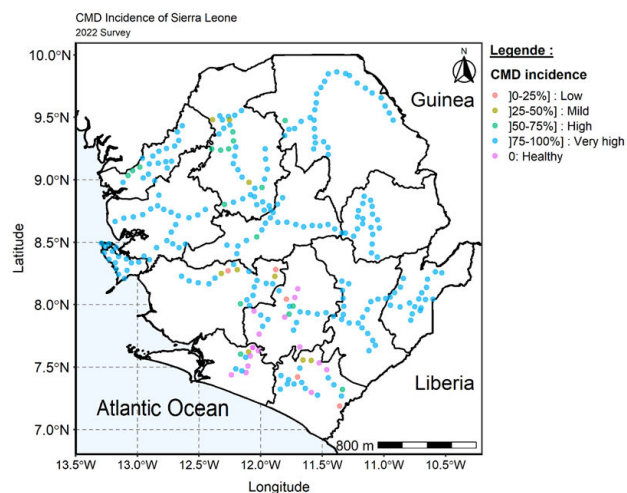 CMD Incidence of Sierra Leone
2022 Survey
10.0°N
9.5°N
9.0°N
8.5°N
8.0°N
7.5°N
7.0°N
Latitude
N
Guinea
Liberia
Atlantic Ocean
800 m
13.5°W 13.0°W 12.5°W 12.0°W 11.5°W 11.0°W 10.5°W
Longitude
Legende :
CMD incidence
]0-25%] : Low
]25-50%] : Mild
]50-75%] : High
]75-100%] : Very high
0: Healthy